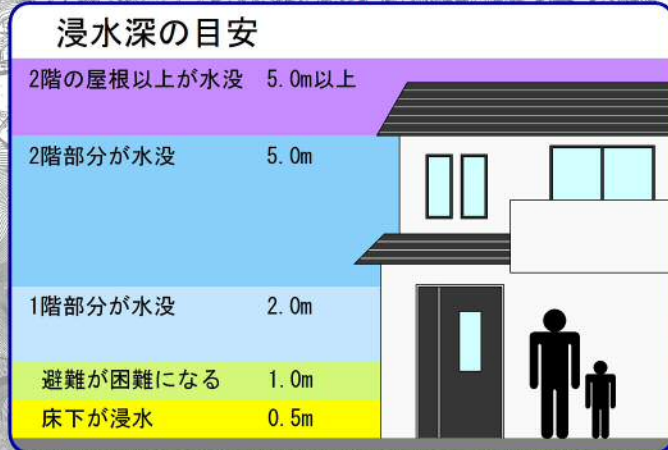 浸水深の目安
2階の屋根以上が水没 5.0m以上
2階部分が水没 5.0m
1階部分が水没 2.0m
避難が困難になる 1.0m
床下が浸水 0.5m